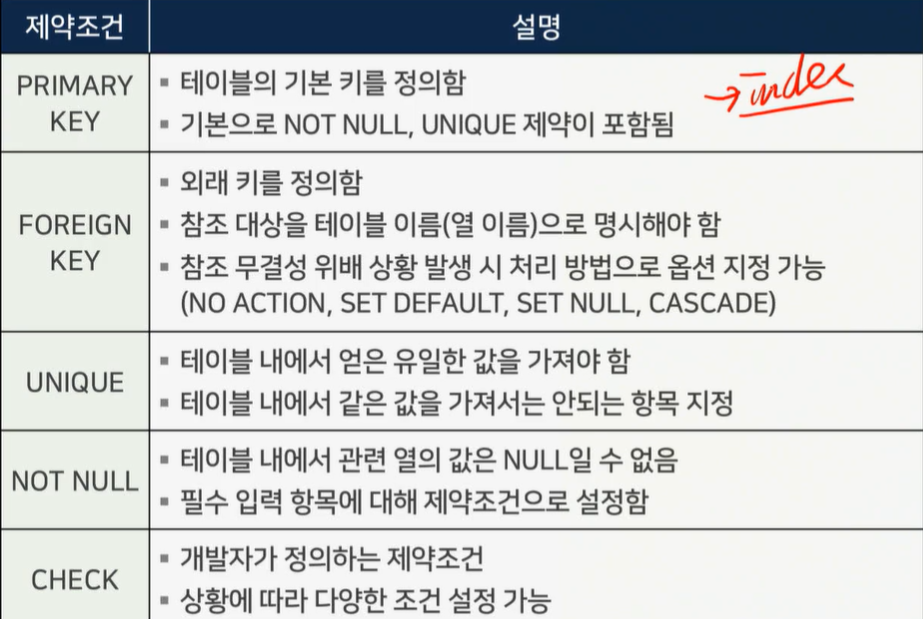 제약조건 설명
PRIMARY
KEY
▪ 테이블의 기본 키를 정의함
▪ 기본으로 NOT NULL, UNIQUE 제약이 포함됨
→ index
FOREIGN
KEY
▪ 외래 키를 정의함
▪ 참조 대상을 테이블 이름(열 이름)으로 명시해야 함
▪ 참조 무결성 위배 상황 발생 시 처리 방법으로 옵션 지정 가능
(NO ACTION, SET DEFAULT, SET NULL, CASCADE)
UNIQUE
▪ 테이블 내에서 얻은 유일한 값을 가져야 함
▪ 테이블 내에서 같은 값을 가져서는 안되는 항목 지정
NOT NULL
▪ 테이블 내에서 관련 열의 값은 NULL일 수 없음
▪ 필수 입력 항목에 대해 제약조건으로 설정함
CHECK
▪ 개발자가 정의하는 제약조건
▪ 상황에 따라 다양한 조건 설정 가능